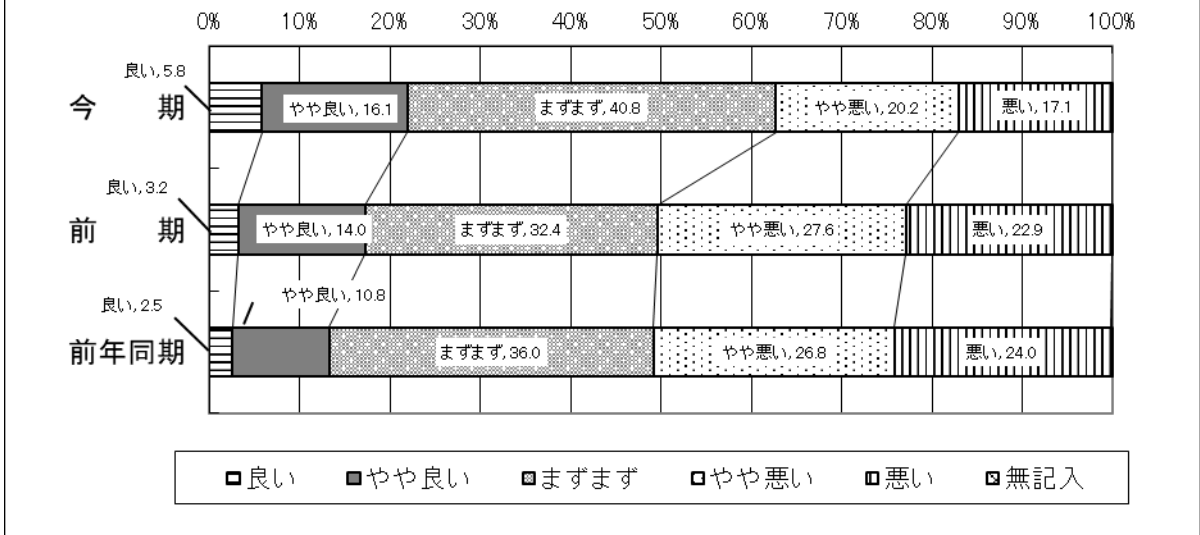 0% 10% 20% 30% 40% 50% 60% 70% 80% 90% 100%
良い, 5.8
今 期 やや良い, 16.1 まずまず, 40.8 やや悪い, 20.2 悪い, 17.1
良い, 3.2
前 期 やや良い, 14.0 まずまず, 32.4 やや悪い, 27.6 悪い, 22.9
良い, 2.5 やや良い, 10.8
前年同期 まずまず, 36.0 やや悪い, 26.8 悪い, 24.0
良い やや良い まずまず やや悪い 悪い 無記入